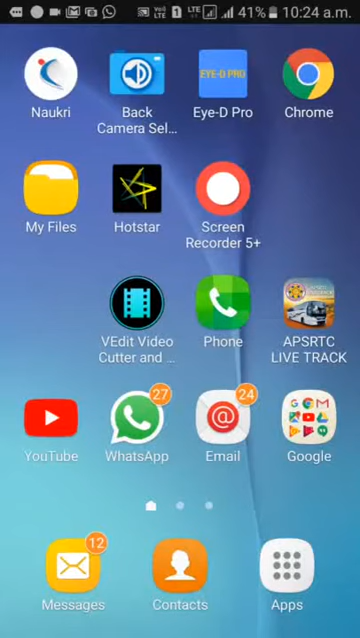 41% 10:24 a.m.
EYE-D PRO
Naukri
Back
Camera Sel...
Eye-D Pro
Chrome
My Files
Hotstar
Screen
Recorder 5+
VEdit Video
Cutter and ...
Phone
APSRTC
LIVE TRACK
27
24
YouTube
WhatsApp
Email
Google
12
Messages
Contacts
Apps